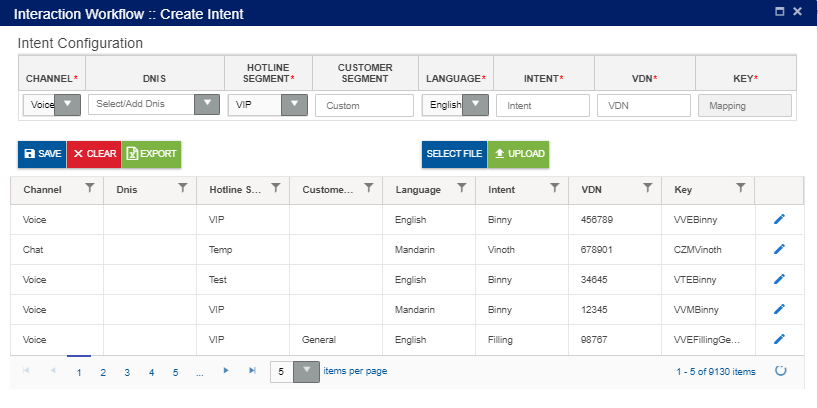 Interaction Workflow :: Create Intent
Intent Configuration
CHANNEL* DNIS HOTLINE SEGMENT* CUSTOMER SEGMENT LANGUAGE* INTENT* VDN* KEY*
Voice Select/Add Dnis VIP Custom English Intent VDN Mapping
SAVE CLEAR EXPORT SELECT FILE UPLOAD
Channel Dnis Hotline S... Custome... Language Intent VDN Key
Voice VIP English Binny 456789 VVEBinny
Chat Temp Mandarin Vinoth 678901 CZMVinoth
Voice Test English Binny 34645 VTEBinny
Voice VIP Mandarin Binny 12345 VVMBinny
Voice VIP General English Filling 98767 VVEFillingGe...
1 2 3 4 5 ... 5 items per page 1 - 5 of 9130 items